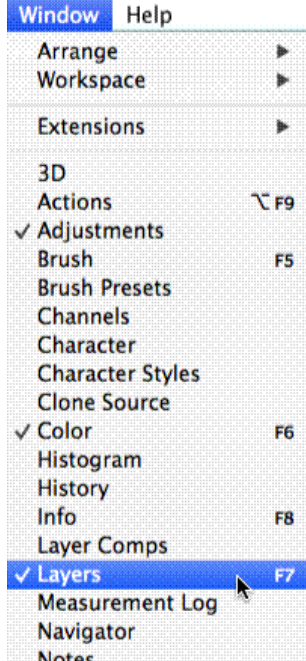 Window Help
Arrange ▶
Workspace ▶
Extensions ▶
3D
Actions ⌥ F9
✓ Adjustments
Brush F5
Brush Presets
Channels
Character
Character Styles
Clone Source
✓ Color F6
Histogram
History
Info F8
Layer Comps
✓ Layers F7
Measurement Log
Navigator
Notes